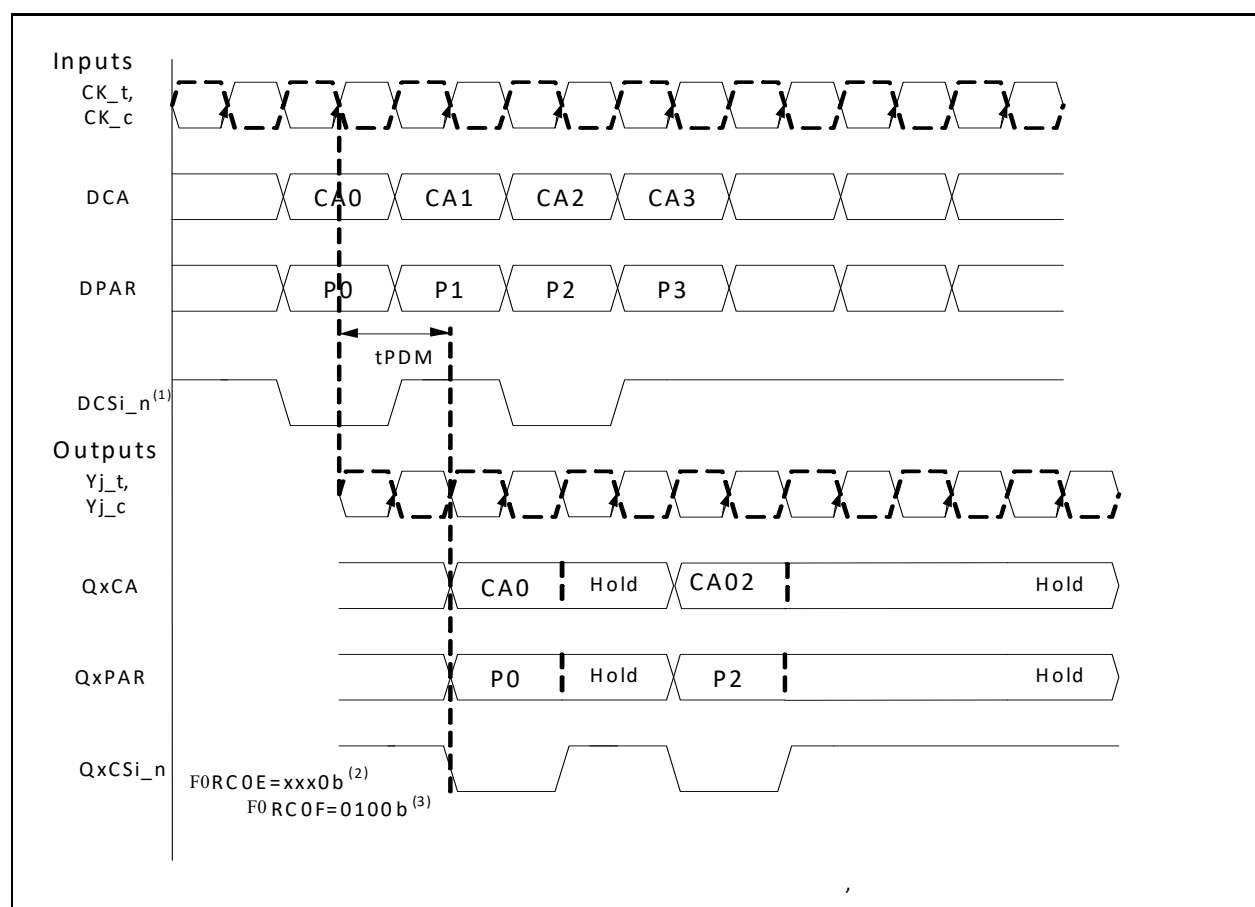 Inputs
CK_t,
CK_c
DCA
CA0
CA1
CA2
CA3
DPAR
P0
P1
P2
P3
tPDM
DCSi_n(1)
Outputs
Yj_t,
Yj_c
QxCA
CA0
Hold
CA02
Hold
QxPAR
P0
Hold
P2
Hold
QxCSi_n
F0RC0E=xxx0b(2)
F0RC0F=0100b(3)
,